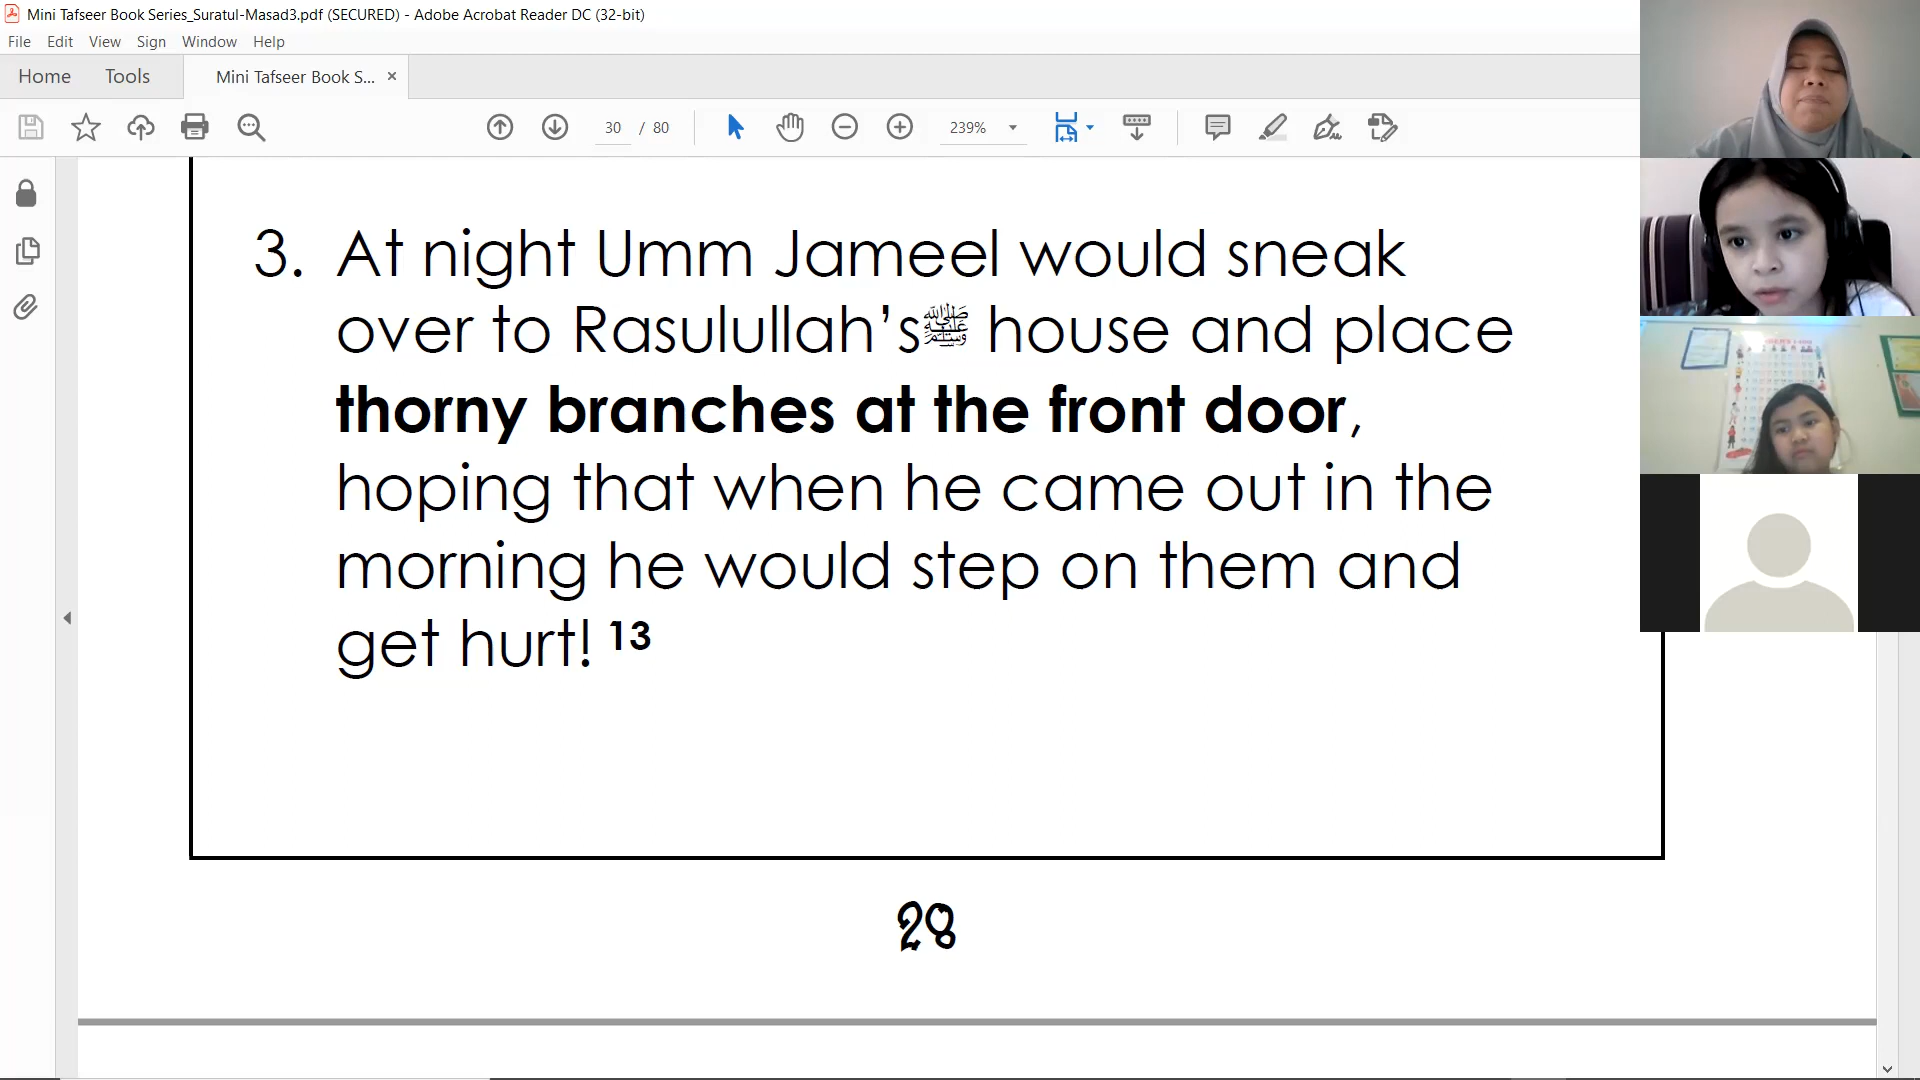 Mini Tafseer Book Series_Suratul-Masad3.pdf (SECURED) - Adobe Acrobat Reader DC (32-bit)
File Edit View Sign Window Help
Home Tools Mini Tafseer Book S... ×
30 / 80 239%
3. At night Umm Jameel would sneak
over to Rasulullah’sﷺ house and place
thorny branches at the front door,
hoping that when he came out in the
morning he would step on them and
get hurt! 13
28